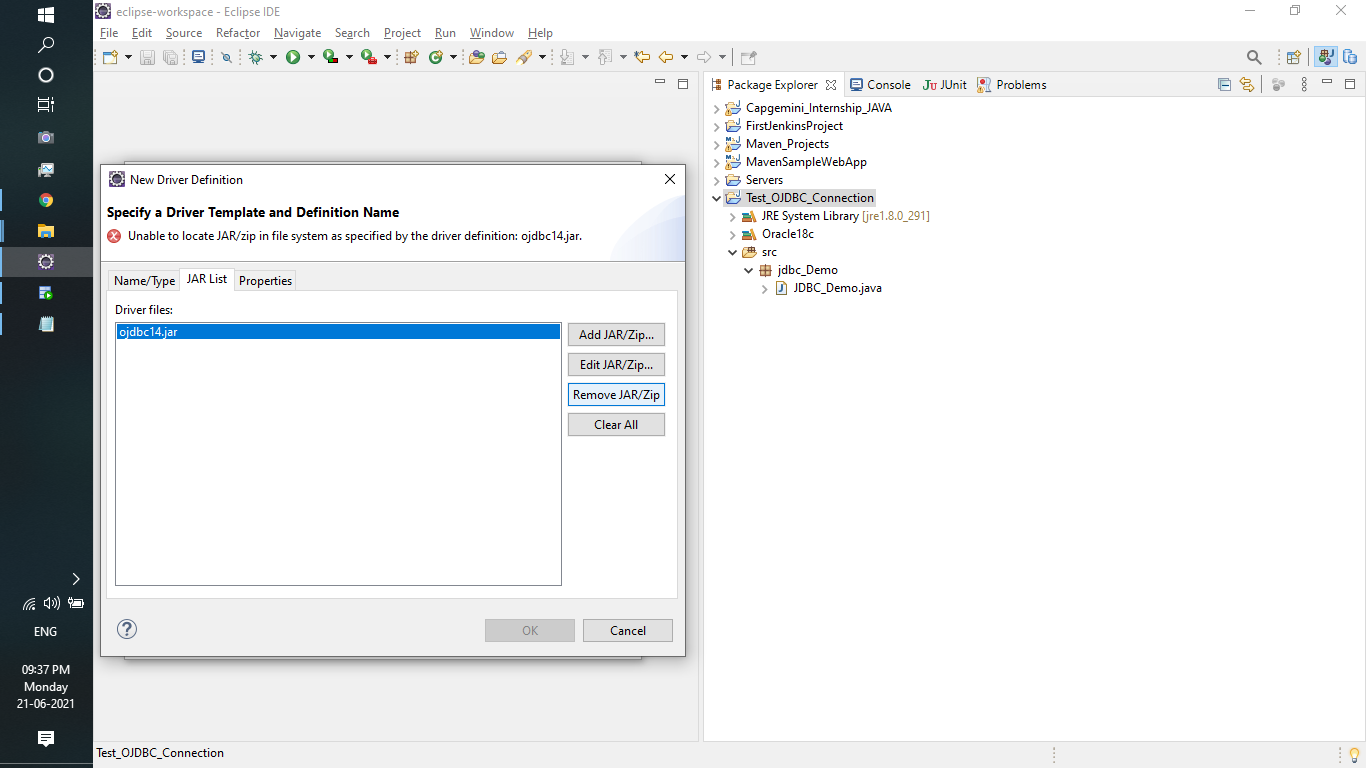 eclipse-workspace - Eclipse IDE
File Edit Source Refactor Navigate Search Project Run Window Help
Package Explorer Console Ju JUnit Problems
Capgemini_Internship_JAVA
FirstJenkinsProject
Maven_Projects
MavenSampleWebApp
Servers
Test_OJDBC_Connection
JRE System Library [jre1.8.0_291]
Oracle18c
src
jdbc_Demo
JDBC_Demo.java
New Driver Definition
Specify a Driver Template and Definition Name
Unable to locate JAR/zip in file system as specified by the driver definition: ojdbc14.jar.
Name/Type JAR List Properties
Driver files:
ojdbc14.jar
Add JAR/Zip...
Edit JAR/Zip...
Remove JAR/Zip
Clear All
OK Cancel
ENG
09:37 PM
Monday
21-06-2021
Test_OJDBC_Connection